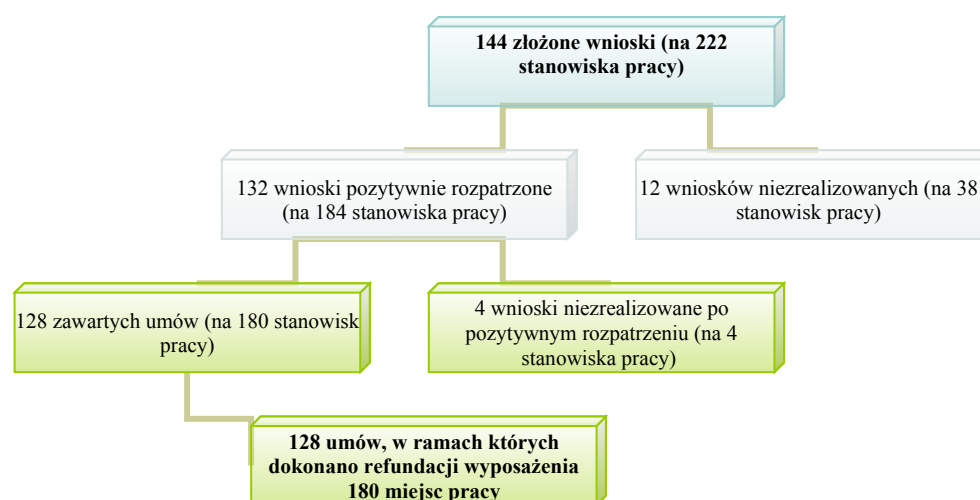 144 złożone wnioski (na 222
stanowiska pracy)
132 wnioski pozytywnie rozpatrzone
(na 184 stanowiska pracy)
12 wniosków niezrealizowanych (na 38
stanowisk pracy)
128 zawartych umów (na 180 stanowisk
pracy)
4 wnioski niezrealizowane po
pozytywnym rozpatrzeniu (na 4
stanowiska pracy)
128 umów, w ramach których
dokonano refundacji wyposażenia
180 miejsc pracy